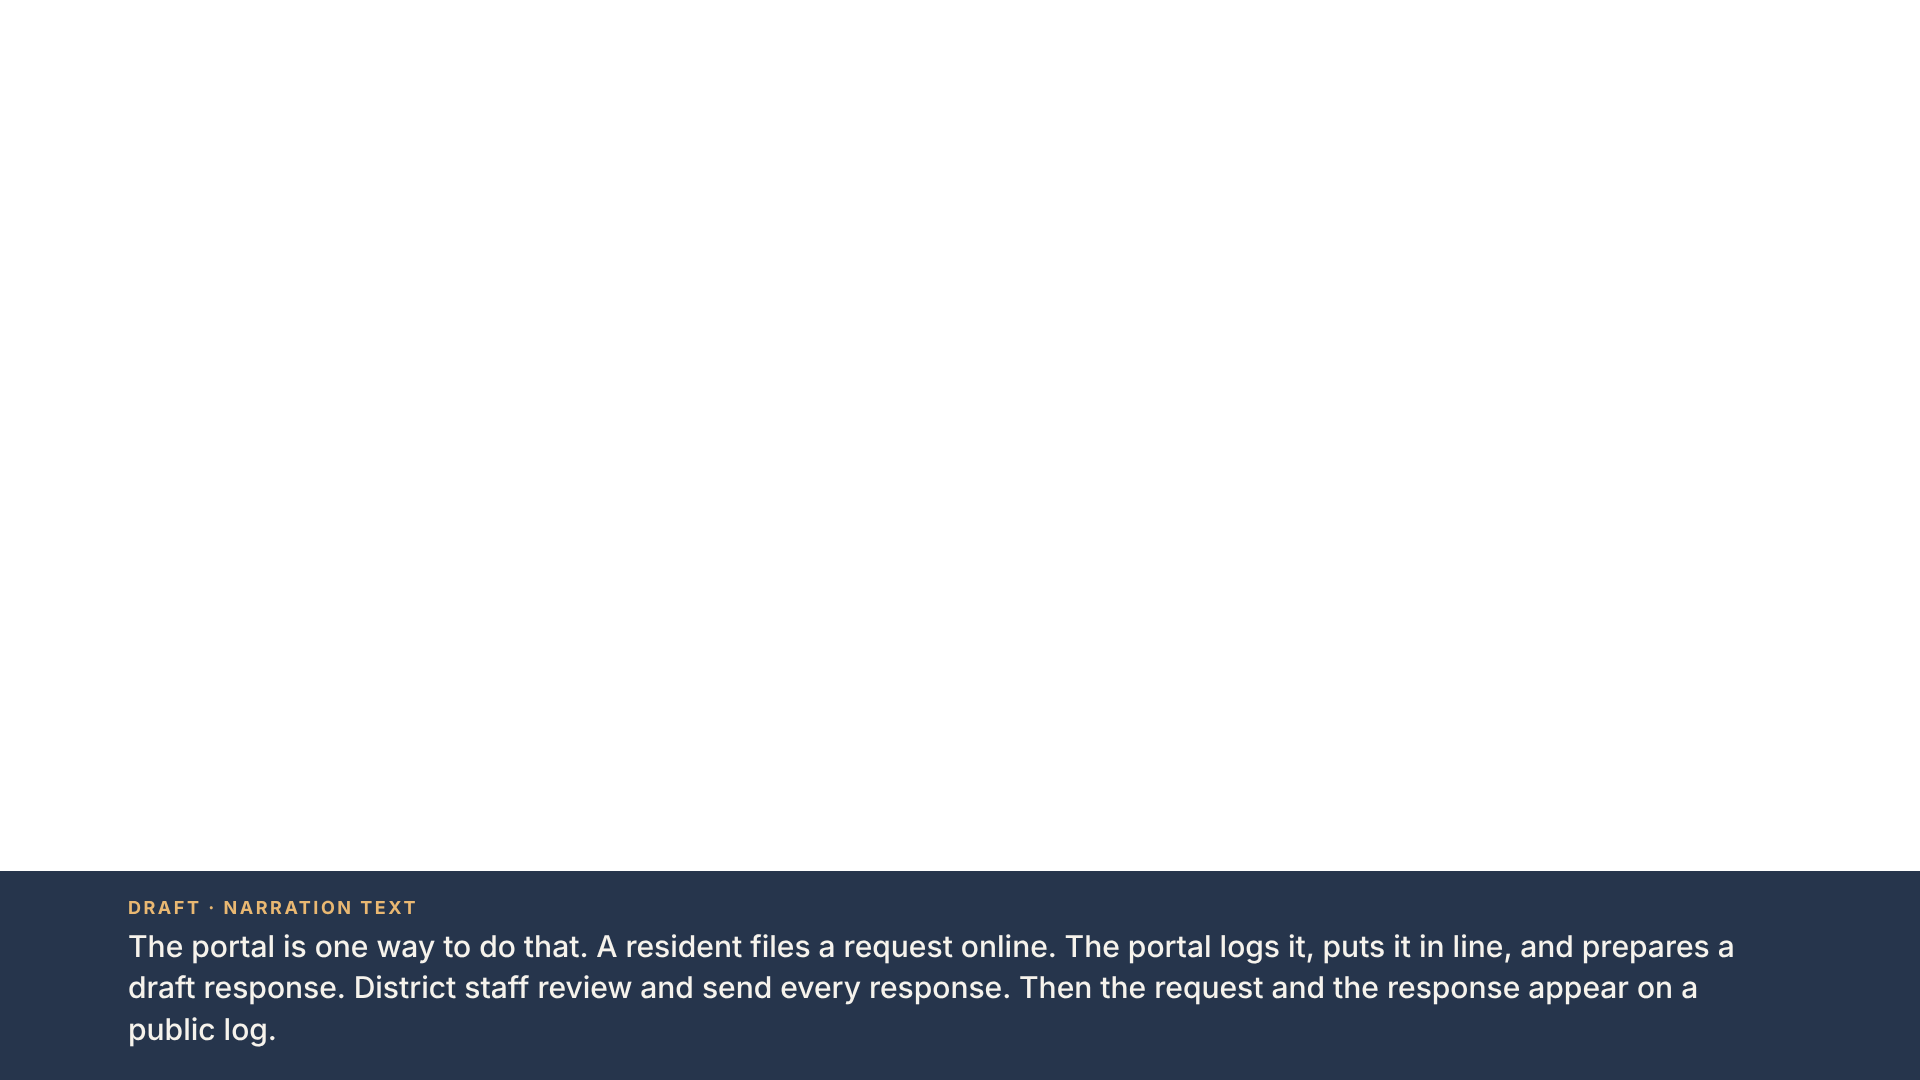 DRAFT · NARRATION TEXT
The portal is one way to do that. A resident files a request online. The portal logs it, puts it in line, and prepares a
draft response. District staff review and send every response. Then the request and the response appear on a
public log.